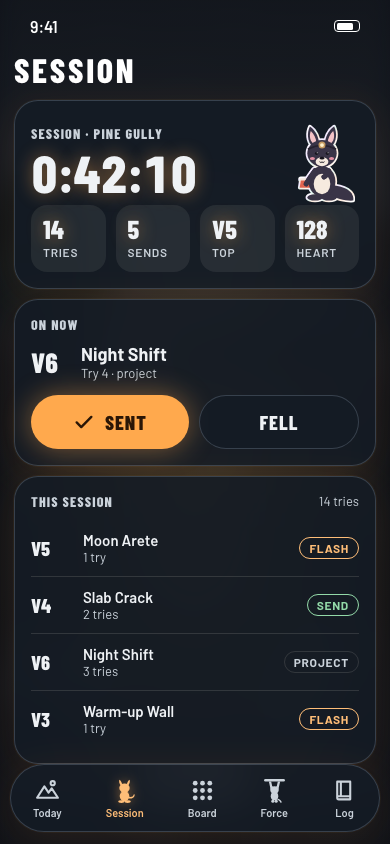 9:41
SESSION
SESSION · PINE GULLY
0:42:10
14 5 V5 128
TRIES SENDS TOP HEART
ON NOW
V6 Night Shift
Try 4 · project
SENT FELL
THIS SESSION 14 tries
V5 Moon Arete FLASH
1 try
V4 Slab Crack SEND
2 tries
V6 Night Shift PROJECT
3 tries
V3 Warm-up Wall FLASH
1 try
Today Session Board Force Log